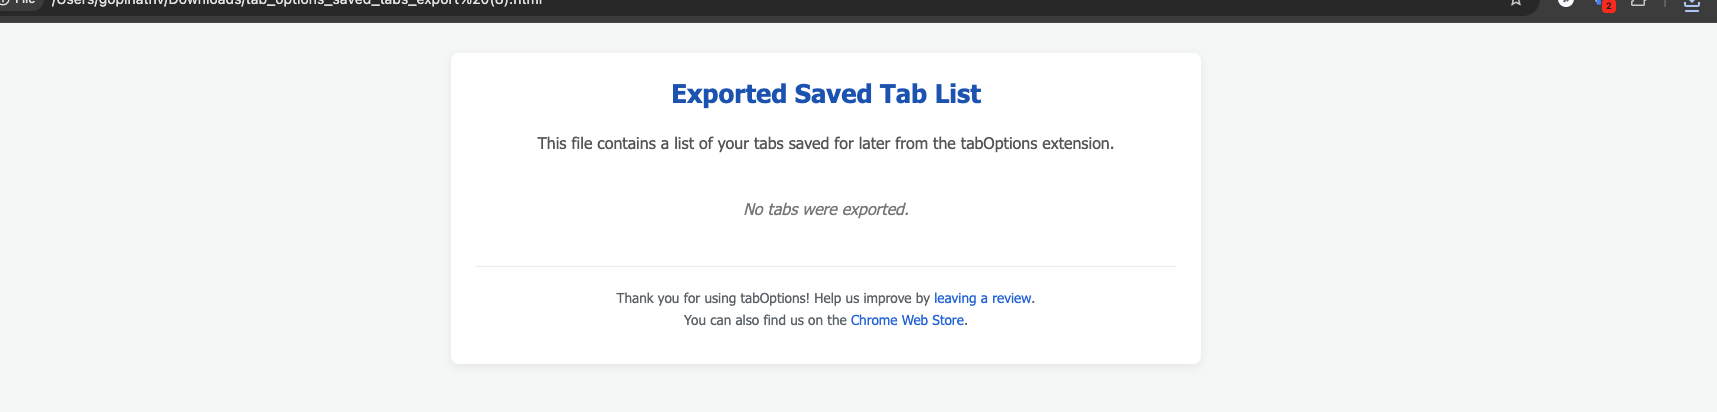 File /Users/gopinathv/Downloads/tab_options_saved_tabs_export%20(8).html
2
Exported Saved Tab List
This file contains a list of your tabs saved for later from the tabOptions extension.
No tabs were exported.
Thank you for using tabOptions! Help us improve by leaving a review.
You can also find us on the Chrome Web Store.